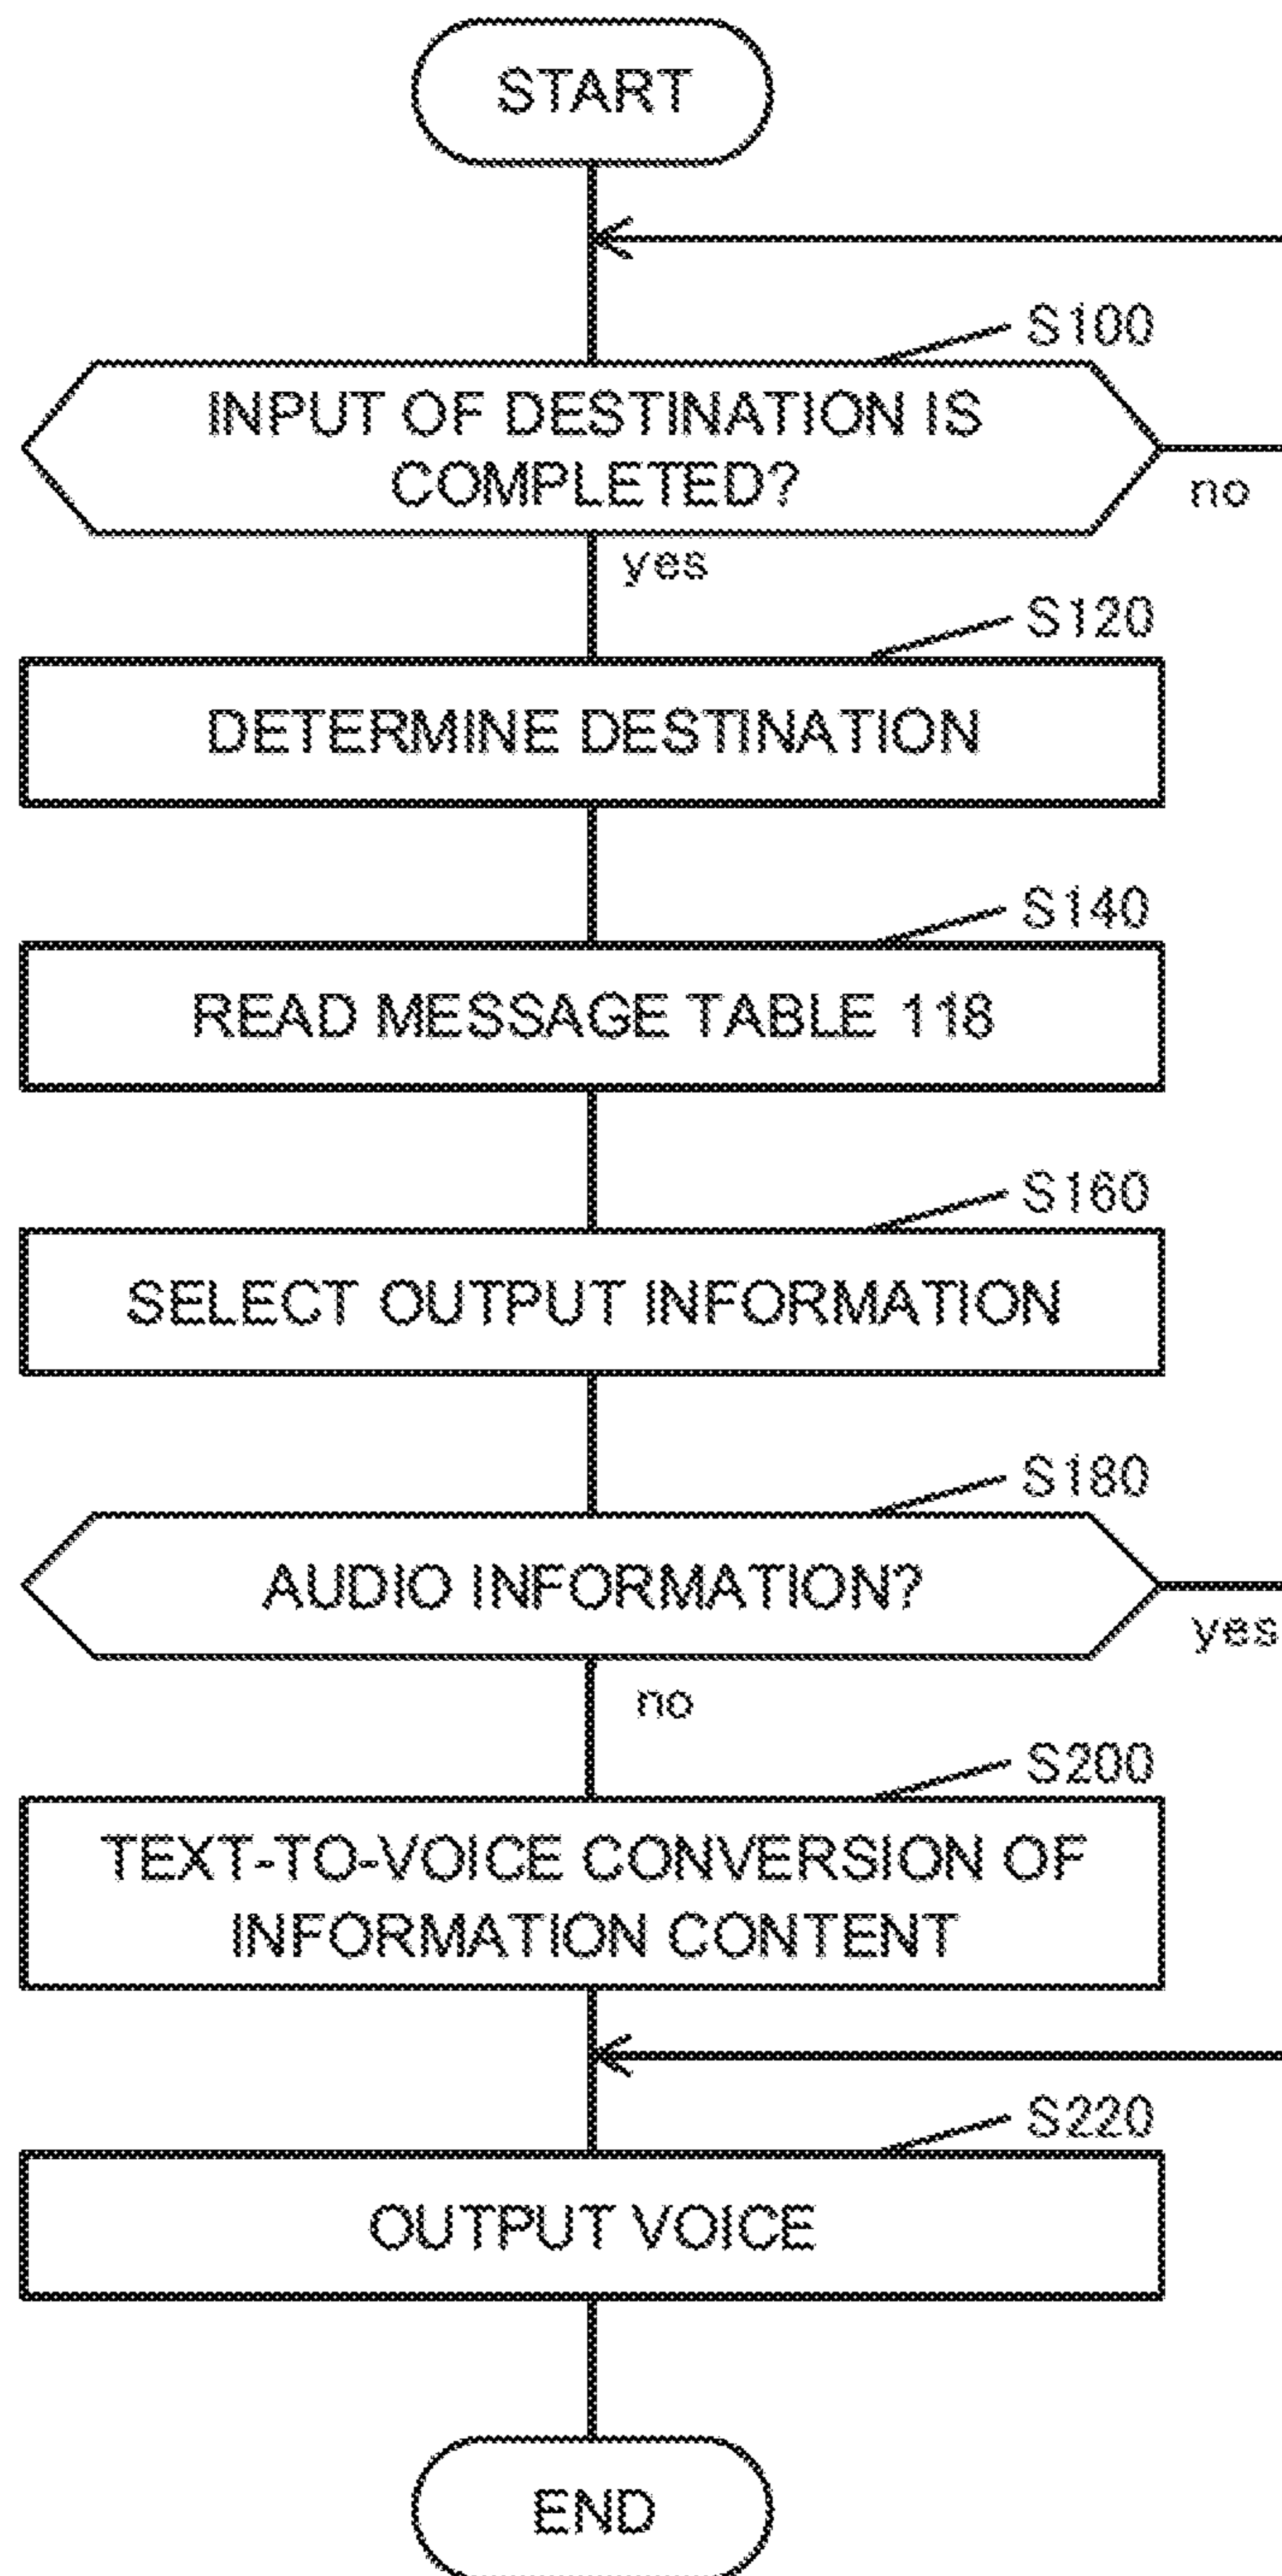 START
S100
INPUT OF DESTINATION IS
COMPLETED?
no
yes
S120
DETERMINE DESTINATION
S140
READ MESSAGE TABLE 118
S160
SELECT OUTPUT INFORMATION
S180
AUDIO INFORMATION?
yes
no
S200
TEXT-TO-VOICE CONVERSION OF
INFORMATION CONTENT
S220
OUTPUT VOICE
END